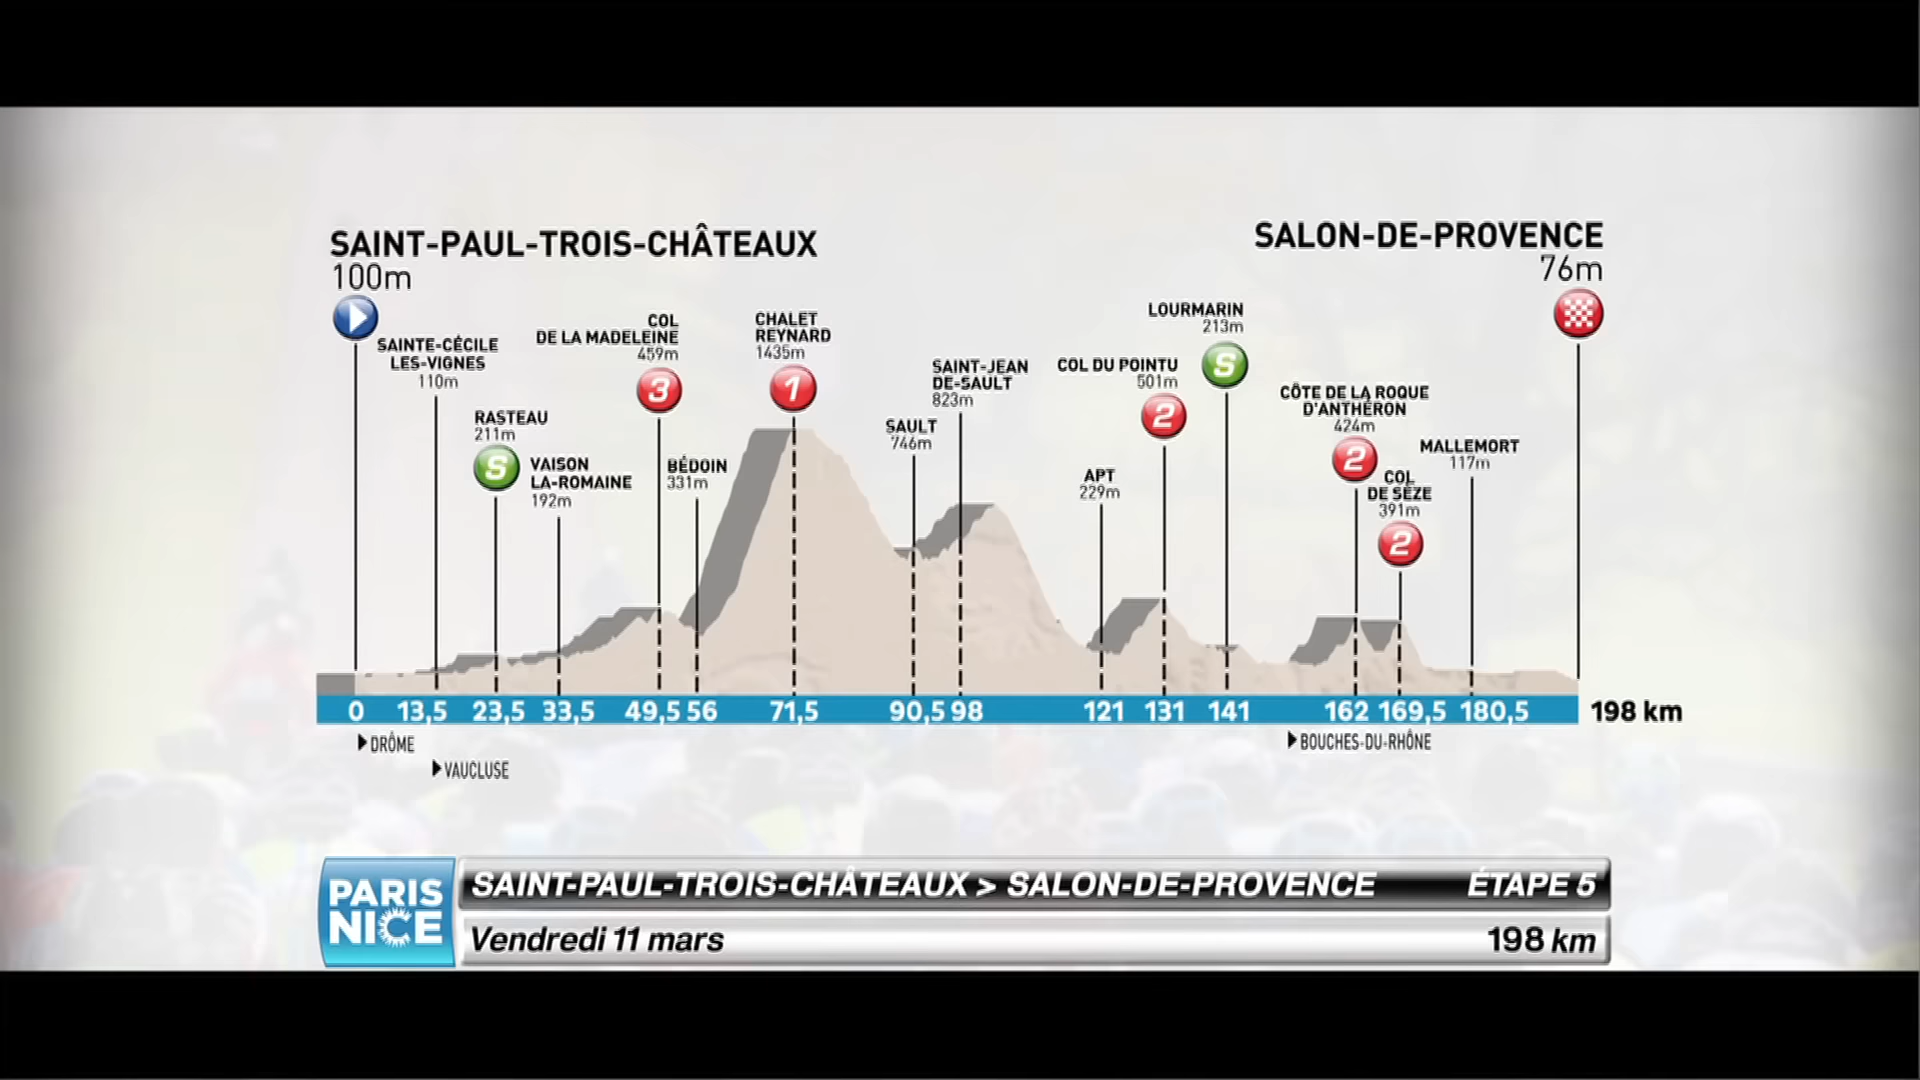 SAINT-PAUL-TROIS-CHÂTEAUX
100m
SALON-DE-PROVENCE
76m
SAINTE-CÉCILE
LES-VIGNES
110m
RASTEAU
211m
S
VAISON
LA-ROMAINE
192m
COL
DE LA MADELEINE
459m
3
BÉDOIN
331m
CHALET
REYNARD
1435m
1
SAULT
746m
SAINT-JEAN
DE-SAULT
823m
APT
229m
COL DU POINTU
501m
2
LOURMARIN
213m
S
CÔTE DE LA ROQUE
D'ANTHÉRON
424m
2
COL
DE SÈZE
391m
2
MALLEMORT
117m
0 13,5 23,5 33,5 49,5 56 71,5 90,5 98 121 131 141 162 169,5 180,5 198 km
DRÔME
VAUCLUSE
BOUCHES-DU-RHÔNE
PARIS
NICE
SAINT-PAUL-TROIS-CHÂTEAUX > SALON-DE-PROVENCE ÉTAPE 5
Vendredi 11 mars 198 km